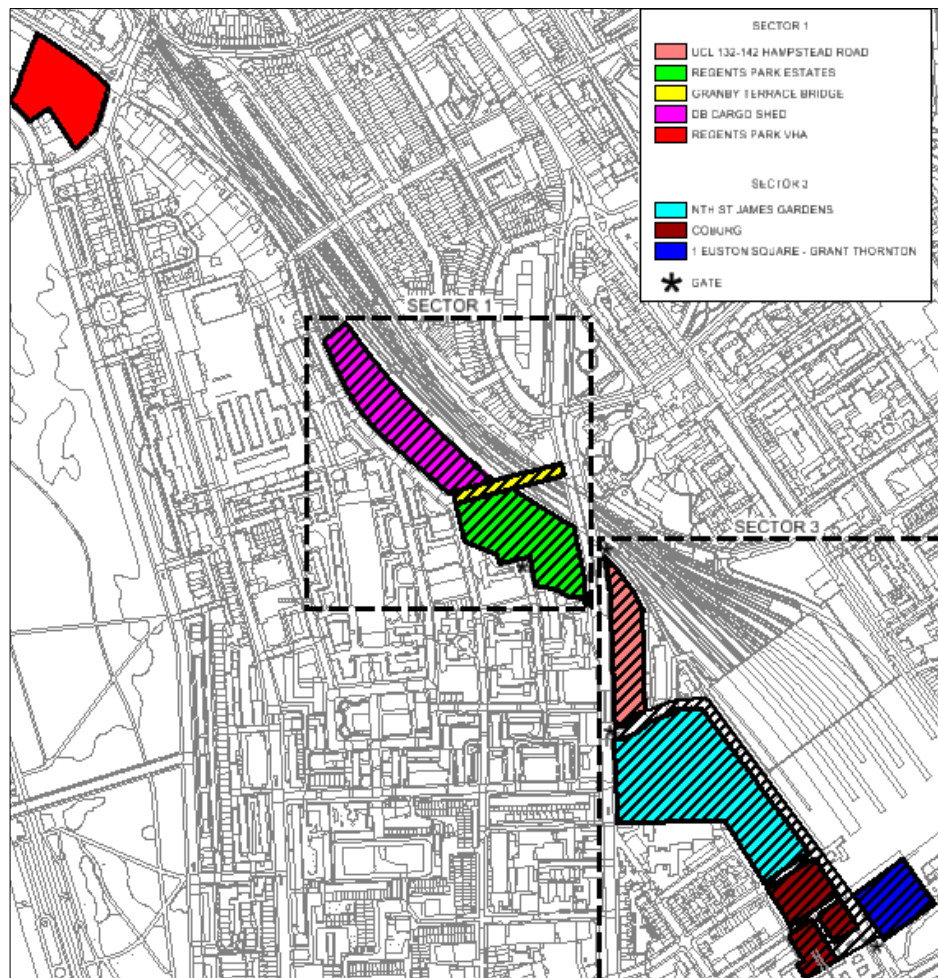 SECTOR 1
UCL 132-142 HAMPSTEAD ROAD
REGENTS PARK ESTATES
GRANBY TERRACE BRIDGE
DB CARGO SHED
REGENTS PARK VHA
SECTOR 3
NTH ST JAMES GARDENS
COBURG
1 EUSTON SQUARE - GRANT THORNTON
GATE
SECTOR 1
SECTOR 3